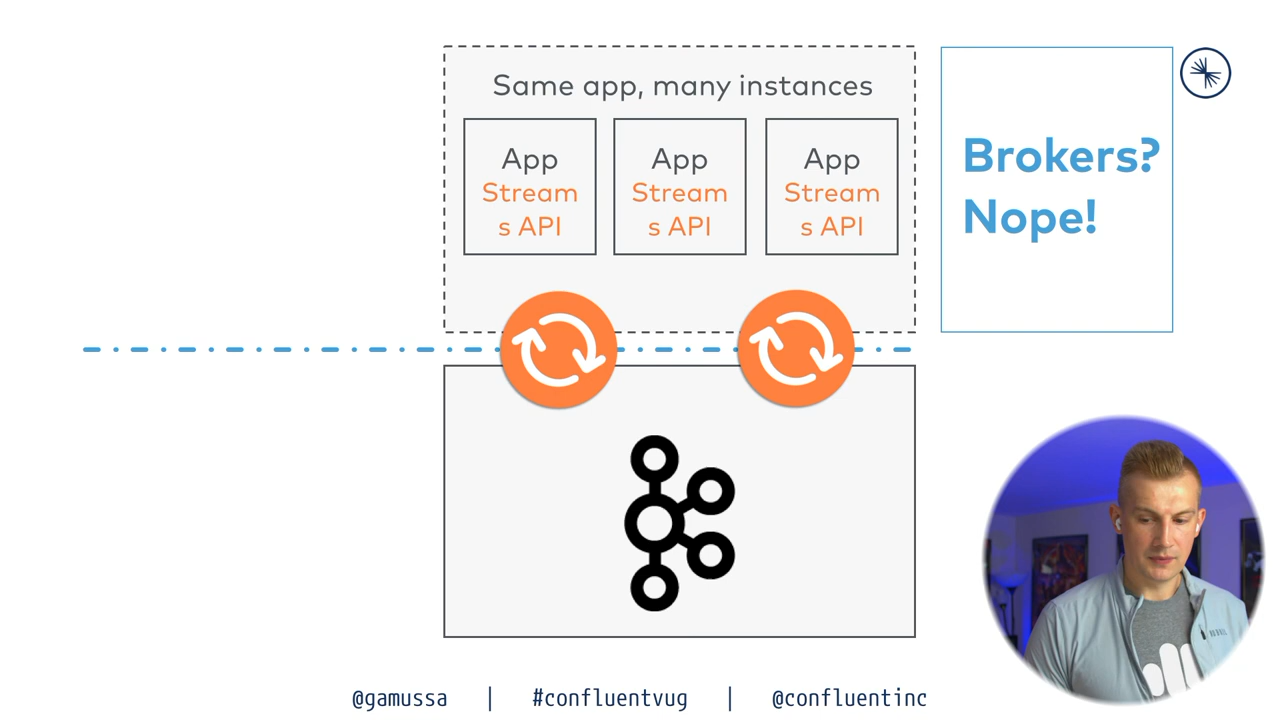 Same app, many instances
App
Stream
s API
App
Stream
s API
App
Stream
s API
Brokers?
Nope!
@gamussa | #confluentvug | @confluentinc